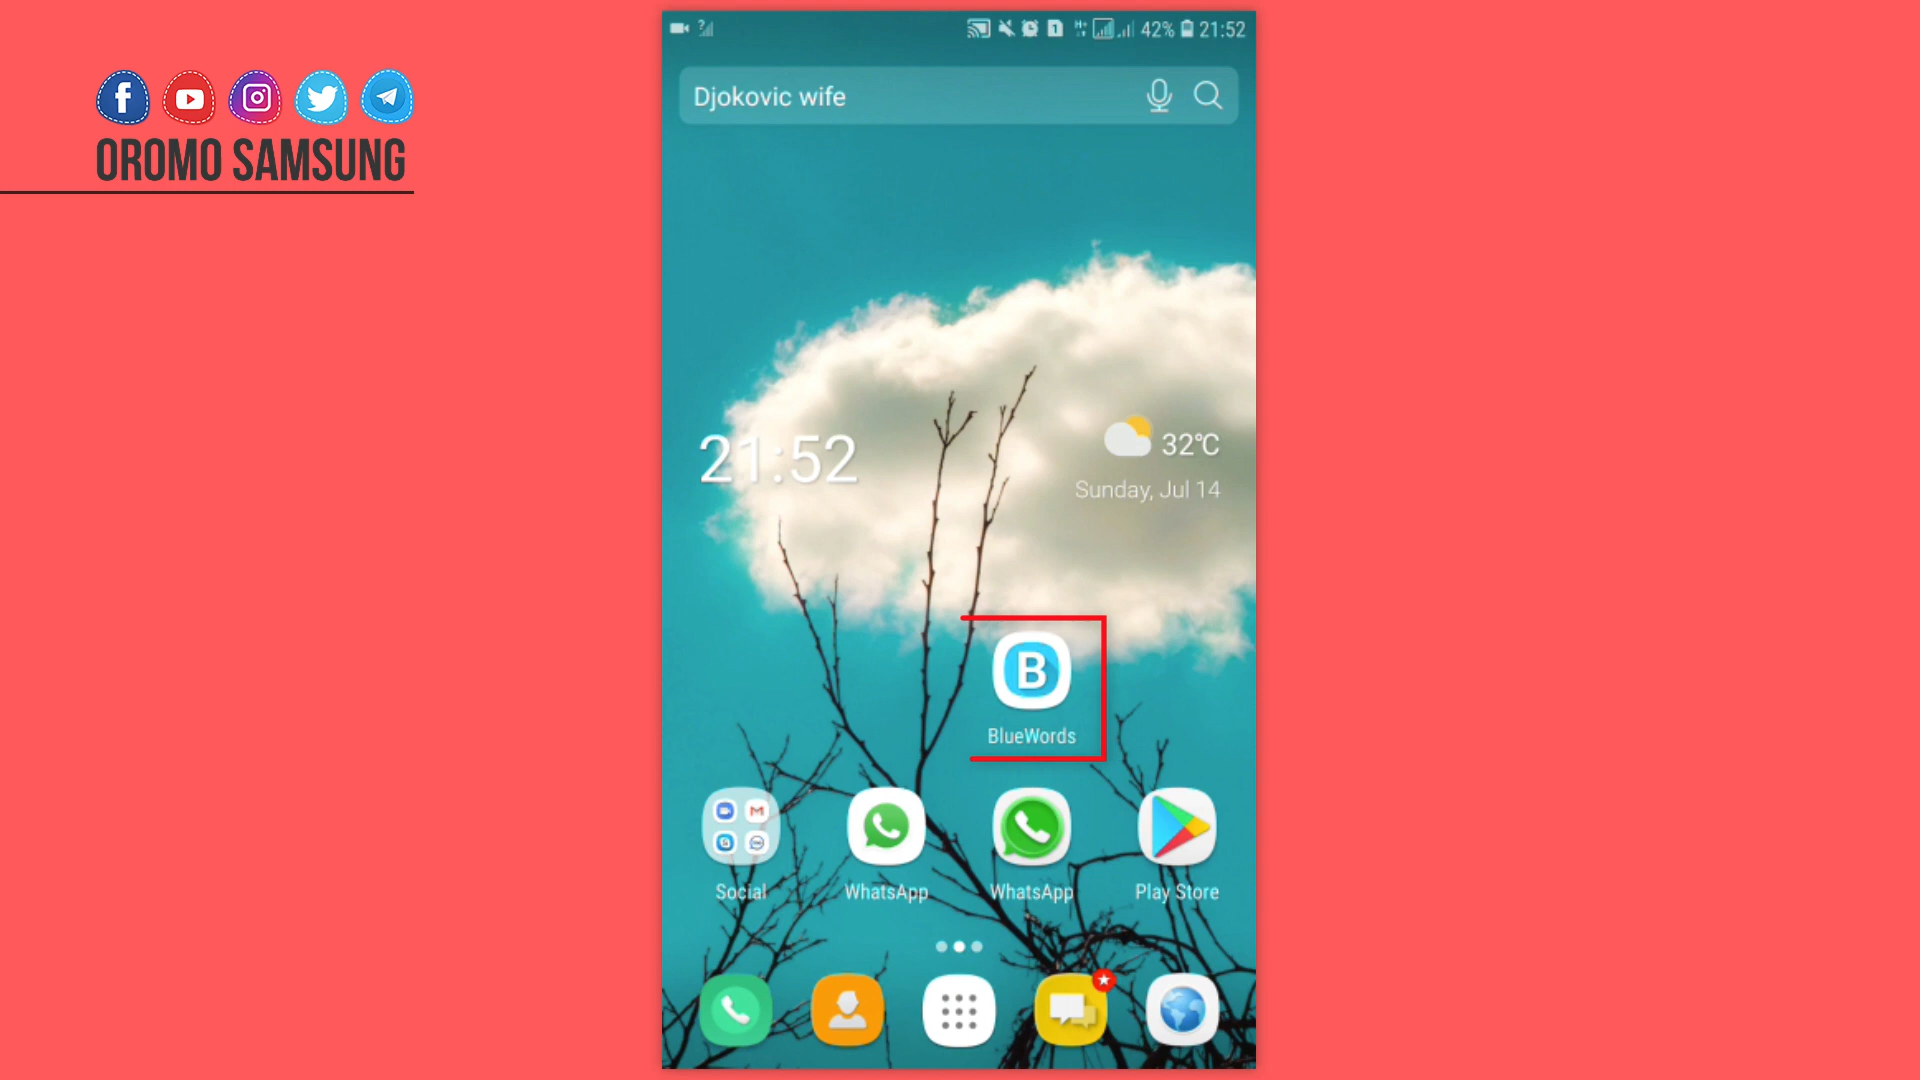 OROMO SAMSUNG
42% 21:52
Djokovic wife
21:52
32°C
Sunday, Jul 14
B
BlueWords
Social
WhatsApp
WhatsApp
Play Store